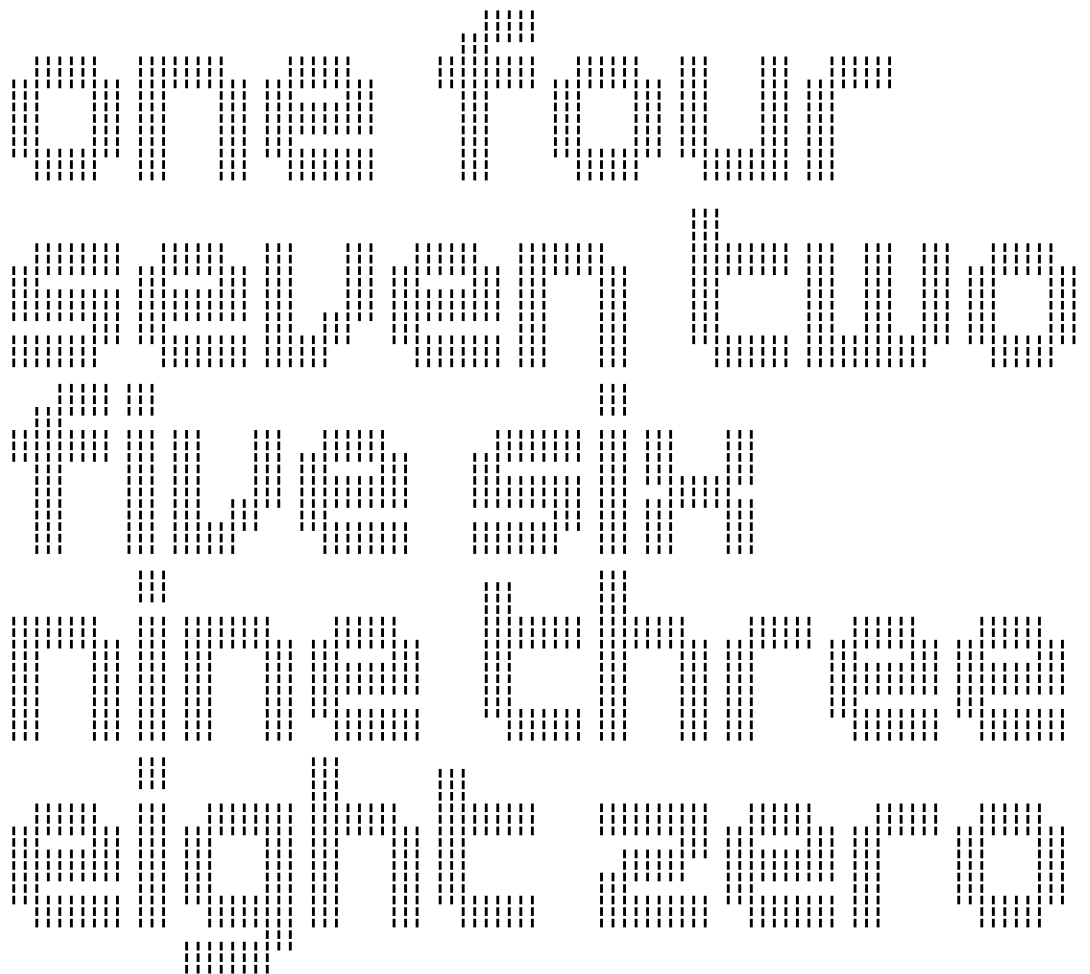 one four
seven two
five six
nine three
eight zero